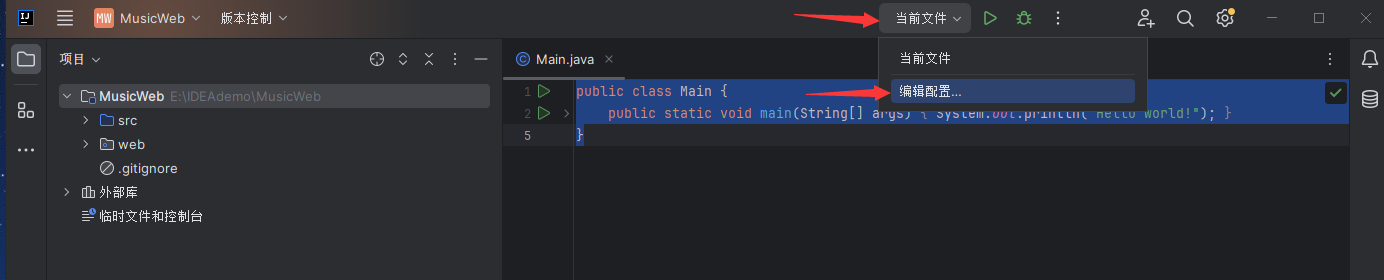 IJ
MW MusicWeb 版本控制 当前文件
项目 Main.java 当前文件
MusicWeb E:\IDEAdemo\MusicWeb
编辑配置...
1 public class Main {
src
2 public static void main(String[] args) { System.out.println("Hello world!"); }
web
5 }
.gitignore
外部库
临时文件和控制台